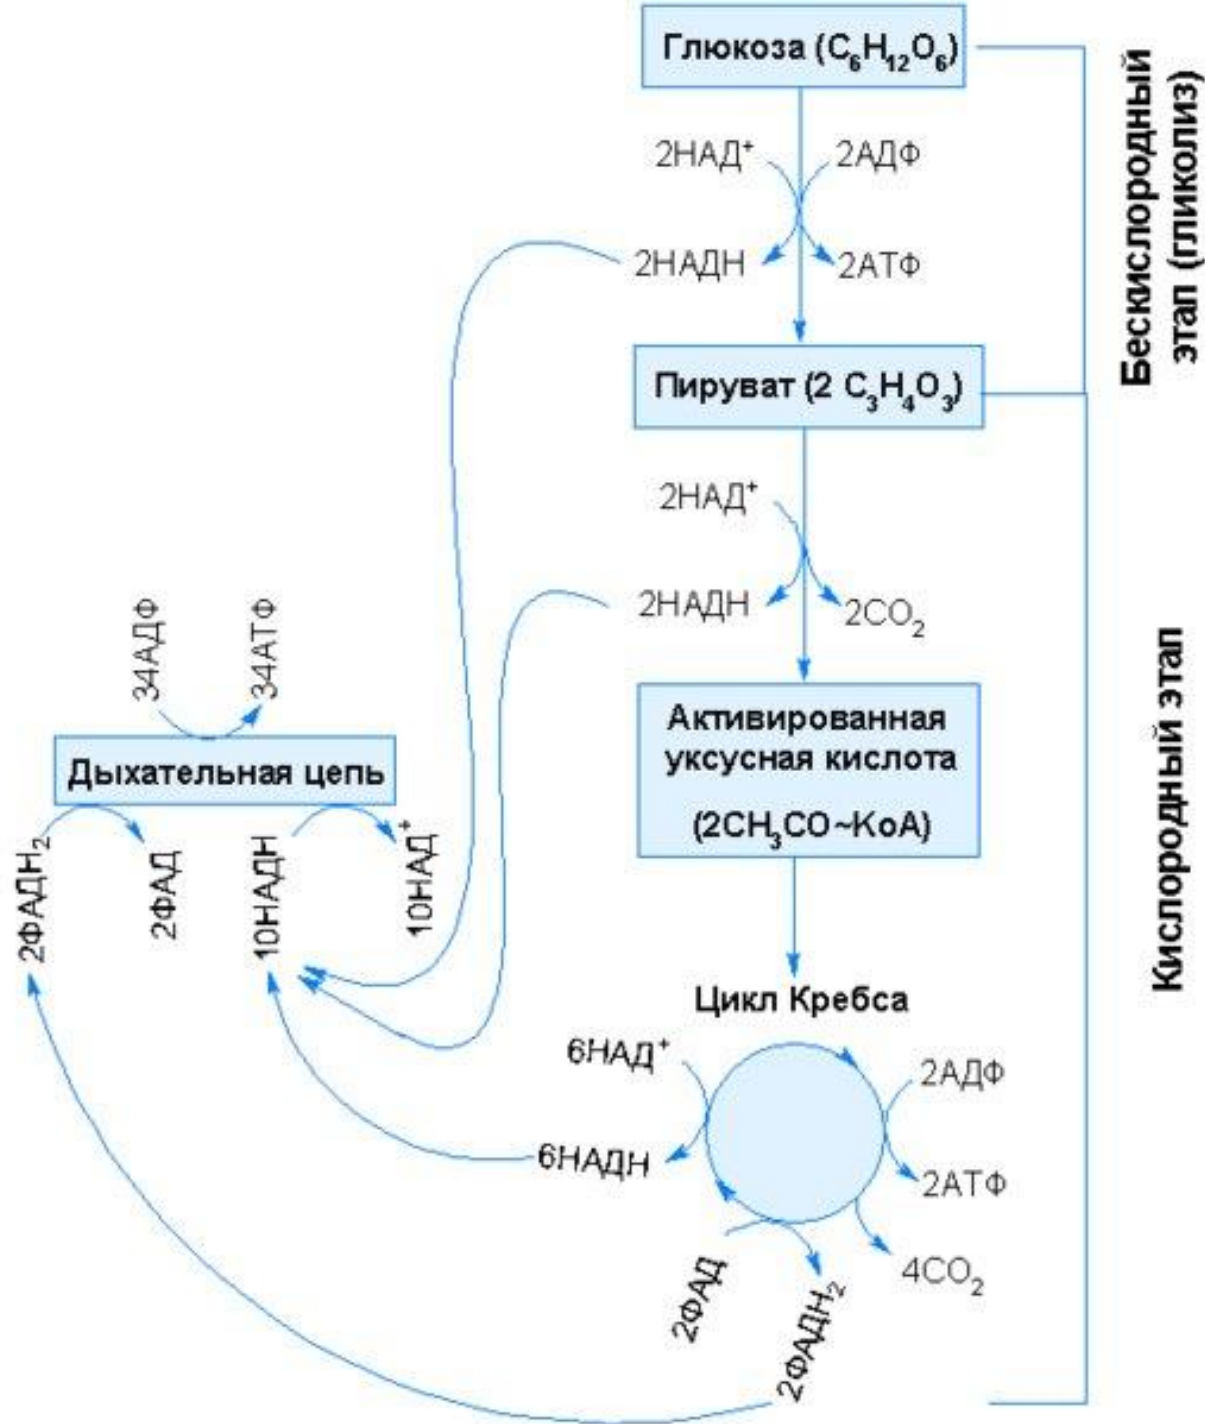 Глюкоза (C₆H₁₂O₆)
2НАД⁺
2АДФ
2НАДН
2АТФ
Пируват (2 C₃H₄O₃)
Бескислородный
этап (гликолиз)
2НАД⁺
2НАДН
2CO₂
Активированная
уксусная кислота
(2CH₃CO~КоА)
Цикл Кребса
6НАД⁺
2АДФ
6НАДН
2АТФ
4CO₂
2ФАД
2ФАДН₂
Кислородный этап
34АДФ
34АТФ
Дыхательная цепь
2ФАДН₂
2ФАД
10НАДН
10НАД⁺